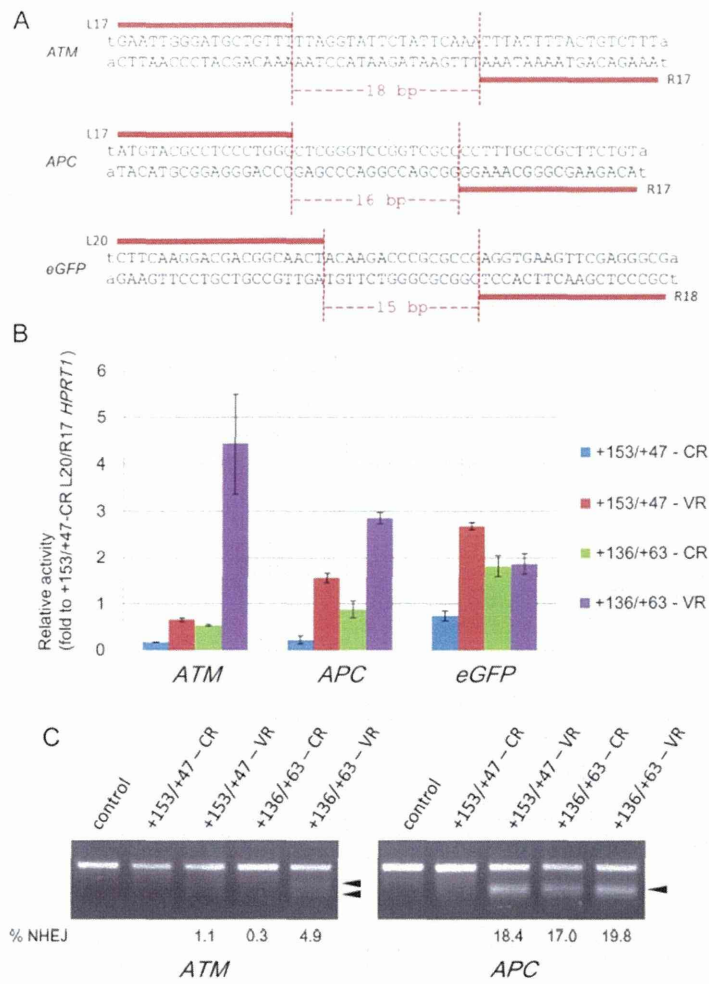 A
L17
ATM
tGAATTGGGATGCTGTTTTTAGGTATTCTATTCAAATTTATTTTACTGTCTTTa
aCTTAACCCTACGACAAAAATCCATAAGATAAGTTTAAATAAAATGACAGAAAt
18 bp
R17
L17
APC
tATGTACGCCTCCCTGGGCTCGGGTCCGGTCGCCCCTTTGCCCGCTTCTGTa
aTACATGCGGAGGGACCCGAGCCCAGGCCAGCGGGGAAACGGGCGAAGACAt
16 bp
R17
L20
eGFP
tCTTCAAGGACGACGGCAACTACAAGACCCGCGCCGAGGTGAAGTTCGAGGGCGa
aGAAGTTCCTGCTGCCGTTGATGTTCTGGGCGCGGCTCCACTTCAAGCTCCCGCt
15 bp
R18
B
Relative activity
(fold to +153/+47-CR L20/R17 HPRT1)
6
5
4
3
2
1
0
ATM APC eGFP
+153/+47 - CR
+153/+47 - VR
+136/+63 - CR
+136/+63 - VR
C
control
+153/+47 – CR
+153/+47 – VR
+136/+63 – CR
+136/+63 – VR
control
+153/+47 – CR
+153/+47 – VR
+136/+63 – CR
+136/+63 – VR
% NHEJ 1.1 0.3 4.9 18.4 17.0 19.8
ATM APC